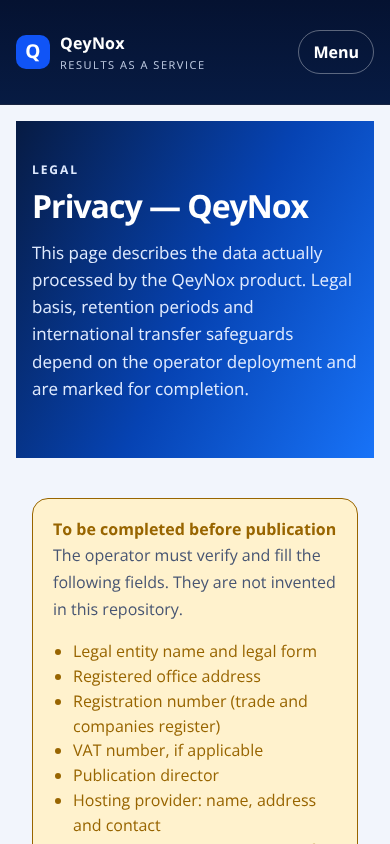 Q
QeyNox
RESULTS AS A SERVICE
Menu
LEGAL
Privacy — QeyNox
This page describes the data actually
processed by the QeyNox product. Legal
basis, retention periods and
international transfer safeguards
depend on the operator deployment and
are marked for completion.
To be completed before publication
The operator must verify and fill the
following fields. They are not invented
in this repository.
• Legal entity name and legal form
• Registered office address
• Registration number (trade and
companies register)
• VAT number, if applicable
• Publication director
• Hosting provider: name, address
and contact